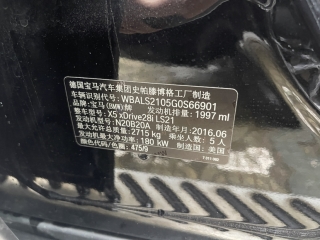 德国宝马汽车集团史帕滕博格工厂制造
车辆识别代号: WBALS2105G0S66901
品牌: 宝马(BMW)牌 发动机排量: 1997 ml
整车型号: X5 xDrive28i LS21
发动机型号: N20B20A 制造年月: 2016.06
最大允许总质量: 2715 kg 乘坐人数: 5 人
发动机最大净功率: 180 kW 制造国: 美国
颜色/色饰: 475/9